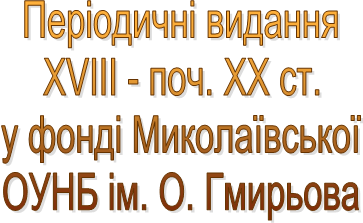 Періодичні видання
XVIII - поч. XX ст.
у фонді Миколаївської
ОУНБ ім. О. Гмирьова